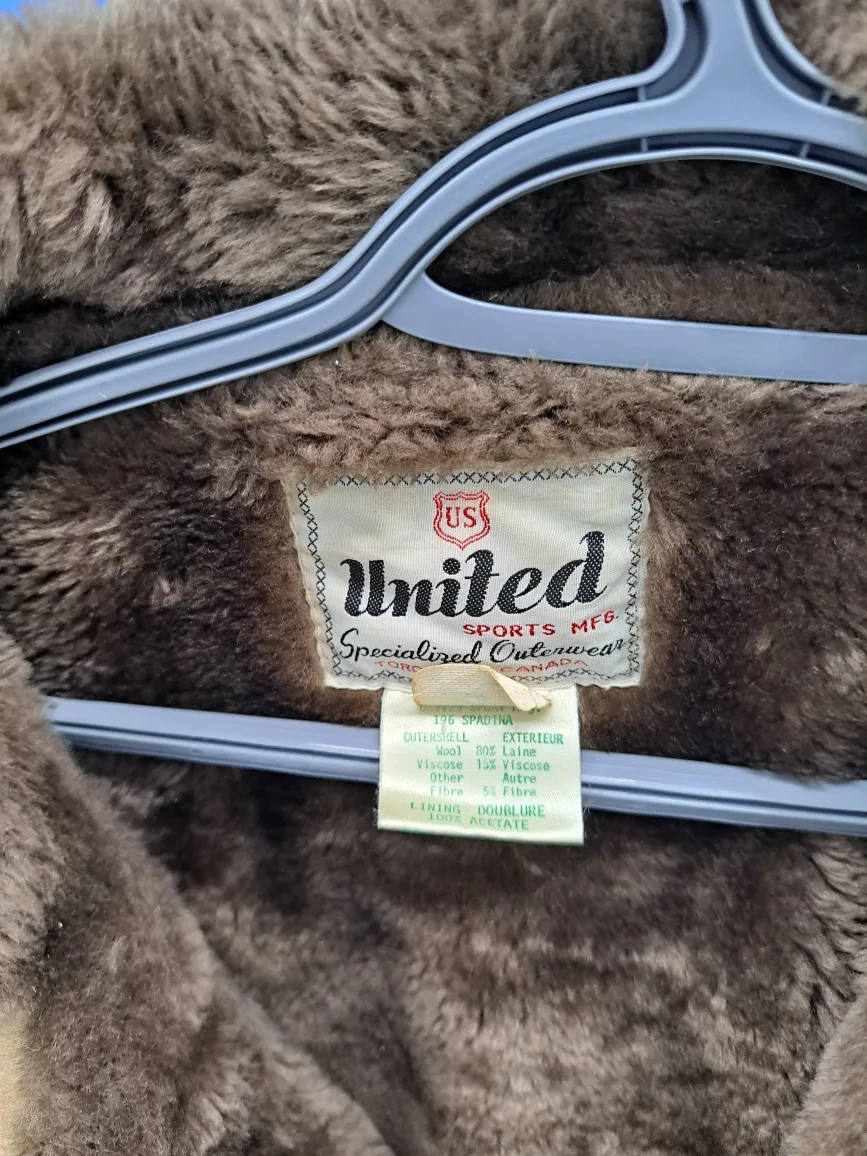 US
United
SPORTS MFG.
Specialized Outerwear
CANADA
196 SPADINA
OUTERSHELL EXTERIEUR
Wool 80% Laine
Viscose 15% Viscose
Other Autre
Fibre 5% Fibre
LINING DOUBLURE
100% ACETATE